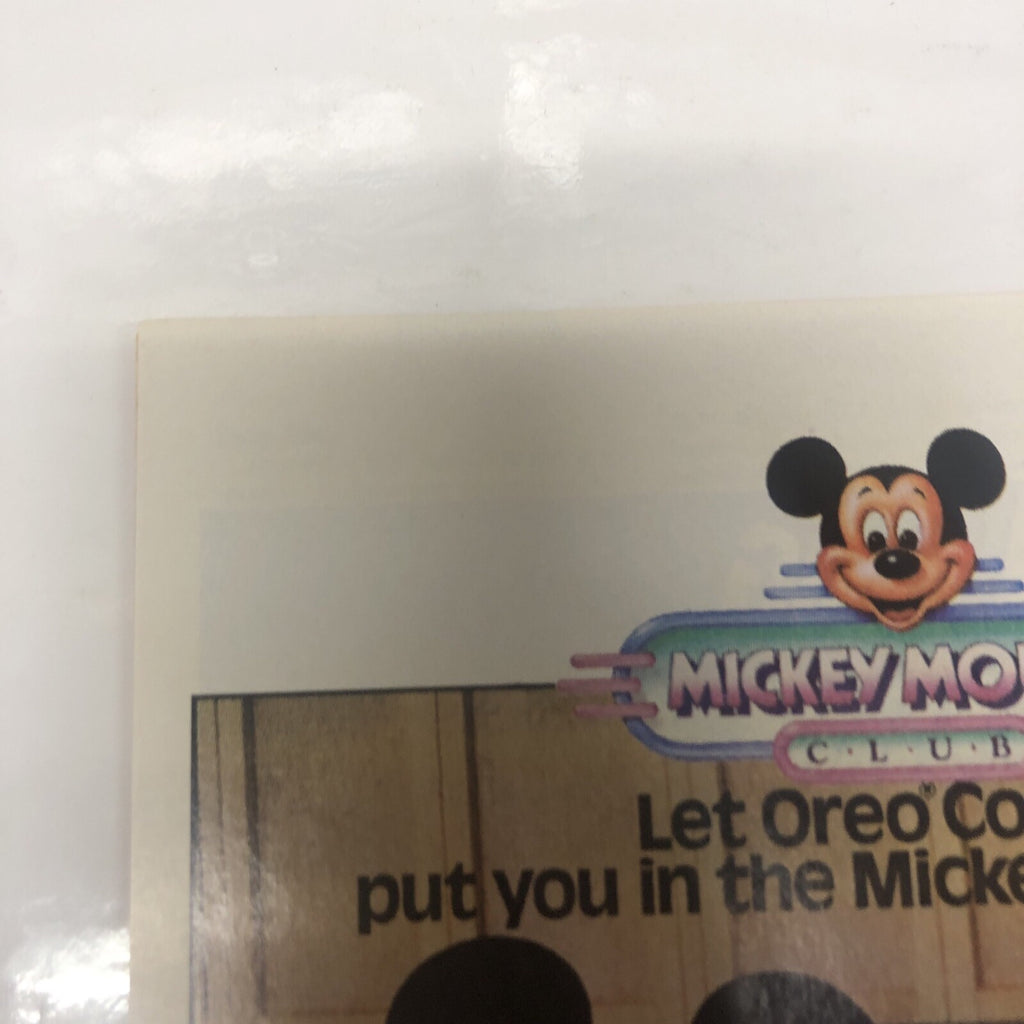 MICKEY MO
C·L·U·B
Let Oreo® Co
put you in the Micke